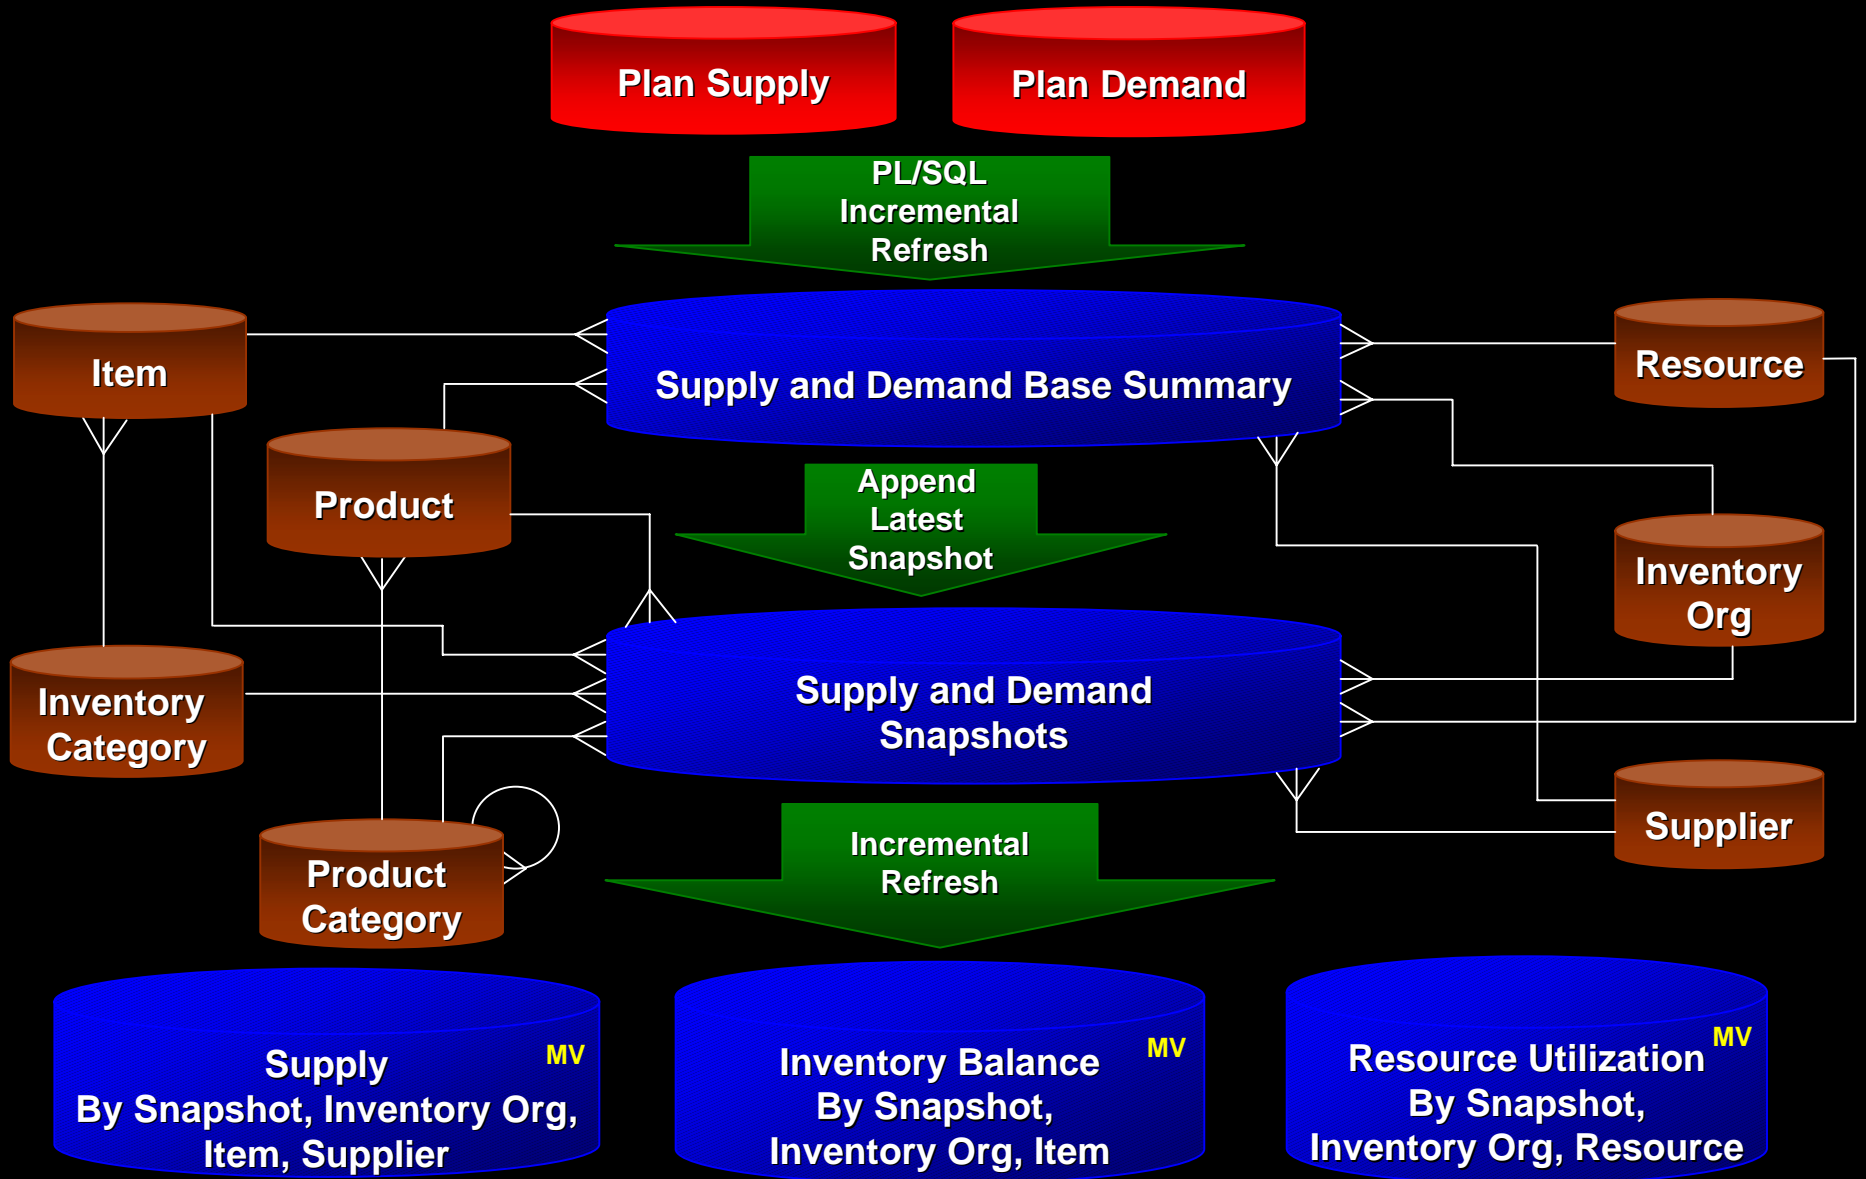 Plan Supply
Plan Demand
PL/SQL
Incremental
Refresh
Item
Supply and Demand Base Summary
Resource
Product
Append
Latest
Snapshot
Inventory
Org
Inventory
Category
Supply and Demand
Snapshots
Supplier
Product
Category
Incremental
Refresh
Supply
MV
By Snapshot, Inventory Org,
Item, Supplier
Inventory Balance
MV
By Snapshot,
Inventory Org, Item
Resource Utilization
MV
By Snapshot,
Inventory Org, Resource